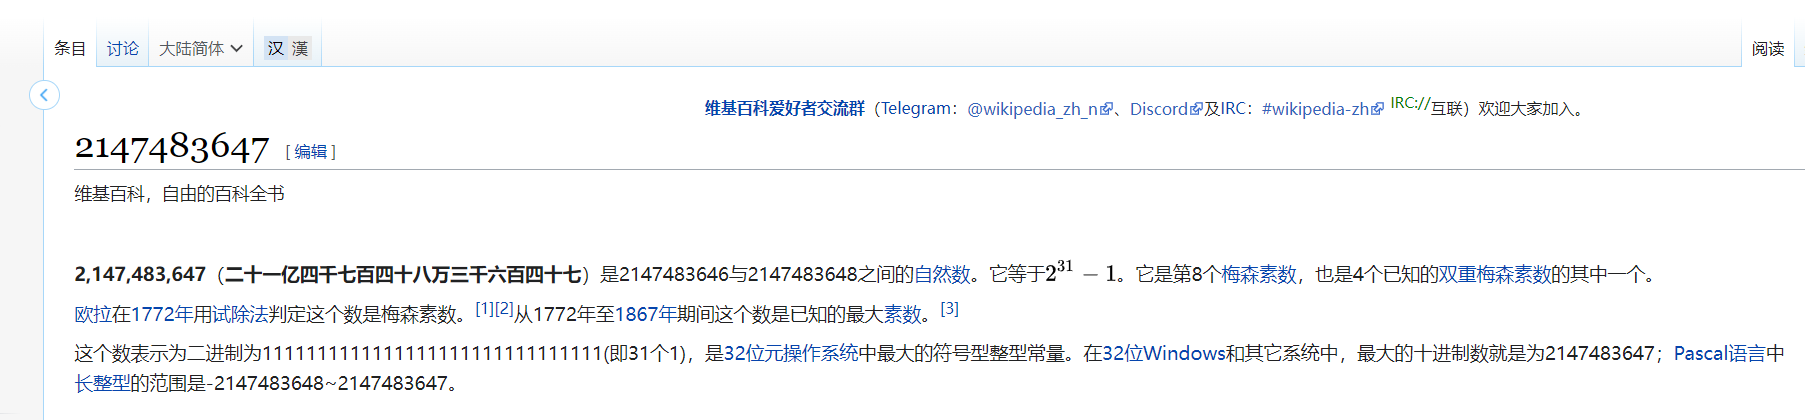 条目 讨论 大陆简体 汉 漢 阅读
维基百科爱好者交流群（Telegram：@wikipedia_zh_n、Discord及IRC：#wikipedia-zh IRC://互联）欢迎大家加入。
2147483647 [ 编辑 ]
维基百科，自由的百科全书
2,147,483,647（二十一亿四千七百四十八万三千六百四十七）是2147483646与2147483648之间的自然数。它等于2³¹ − 1。它是第8个梅森素数，也是4个已知的双重梅森素数的其中一个。
欧拉在1772年用试除法判定这个数是梅森素数。[1][2]从1772年至1867年期间这个数是已知的最大素数。[3]
这个数表示为二进制为1111111111111111111111111111111(即31个1)，是32位元操作系统中最大的符号型整型常量。在32位Windows和其它系统中，最大的十进制数就是为2147483647；Pascal语言中
长整型的范围是-2147483648~2147483647。